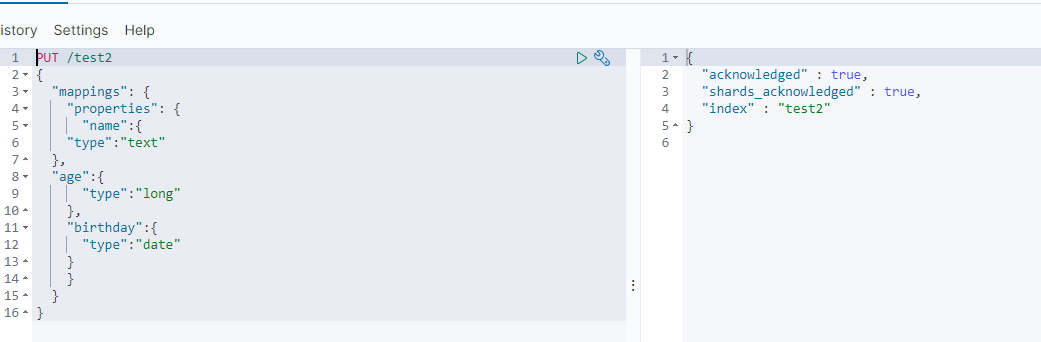 istory Settings Help
1 PUT /test2
2 {
3 "mappings": {
4 "properties": {
5 "name":{
6 "type":"text"
7 },
8 "age":{
9 "type":"long"
10 },
11 "birthday":{
12 "type":"date"
13 }
14 }
15 }
16 }
1 {
2 "acknowledged" : true,
3 "shards_acknowledged" : true,
4 "index" : "test2"
5 }
6